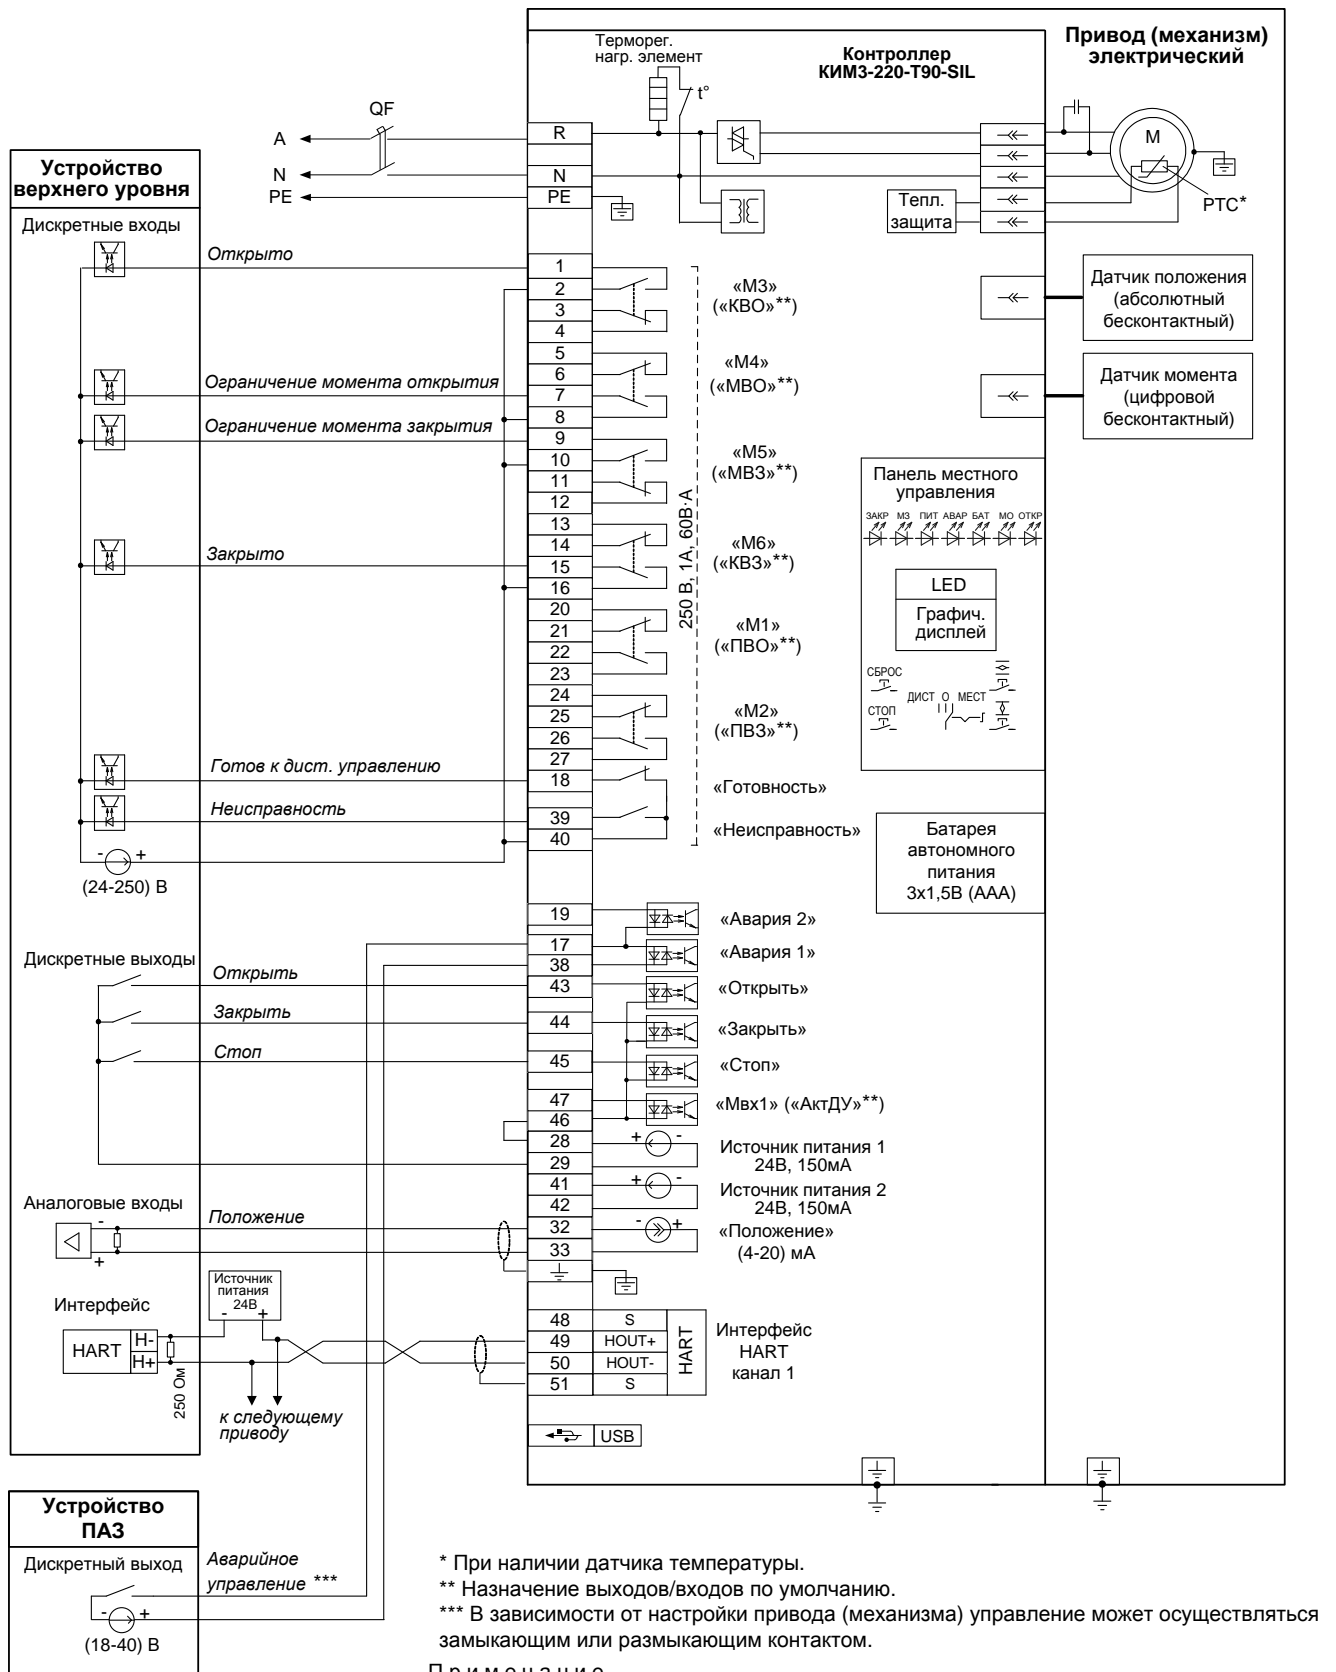 Терморег.
нагр. элемент
t°
Контроллер
КИМ3-220-T90-SIL
Привод (механизм)
электрический
QF
A
N
PE
R
N
PE
M
PTC*
Тепл.
защита
Устройство
верхнего уровня
Дискретные входы
Открыто
Ограничение момента открытия
Ограничение момента закрытия
Закрыто
Готов к дист. управлению
Неисправность
- +
(24-250) В
1
2
3
4
5
6
7
8
9
10
11
12
13
14
15
16
20
21
22
23
24
25
26
27
18
39
40
«М3»
(«КВО»**)
«М4»
(«МВО»**)
«М5»
(«МВЗ»**)
«М6»
(«КВЗ»**)
«М1»
(«ПВО»**)
«М2»
(«ПВЗ»**)
«Готовность»
«Неисправность»
250 В, 1А, 60В·А
Датчик положения
(абсолютный
бесконтактный)
Датчик момента
(цифровой
бесконтактный)
Панель местного
управления
ЗАКР МЗ ПИТ АВАР БАТ МО ОТКР
LED
Графич.
дисплей
СБРОС
СТОП
ДИСТ О МЕСТ
Батарея
автономного
питания
3х1,5В (ААА)
Дискретные выходы
Открыть
Закрыть
Стоп
19
17
38
43
44
45
47
46
28
29
41
42
32
33
«Авария 2»
«Авария 1»
«Открыть»
«Закрыть»
«Стоп»
«Мвх1» («АктДУ»**)
+ -
Источник питания 1
24В, 150мА
+ -
Источник питания 2
24В, 150мА
- +
«Положение»
(4-20) мА
Аналоговые входы
-
+
Положение
Интерфейс
HART
H-
H+
250 Ом
Источник
питания
24В
- +
к следующему
приводу
48 S
49 HOUT+
50 HOUT-
51 S
HART
Интерфейс
HART
канал 1
USB
Устройство
ПАЗ
Дискретный выход
- +
(18-40) В
Аварийное
управление ***
* При наличии датчика температуры.
** Назначение выходов/входов по умолчанию.
*** В зависимости от настройки привода (механизма) управление может осуществляться
замыкающим или размыкающим контактом.